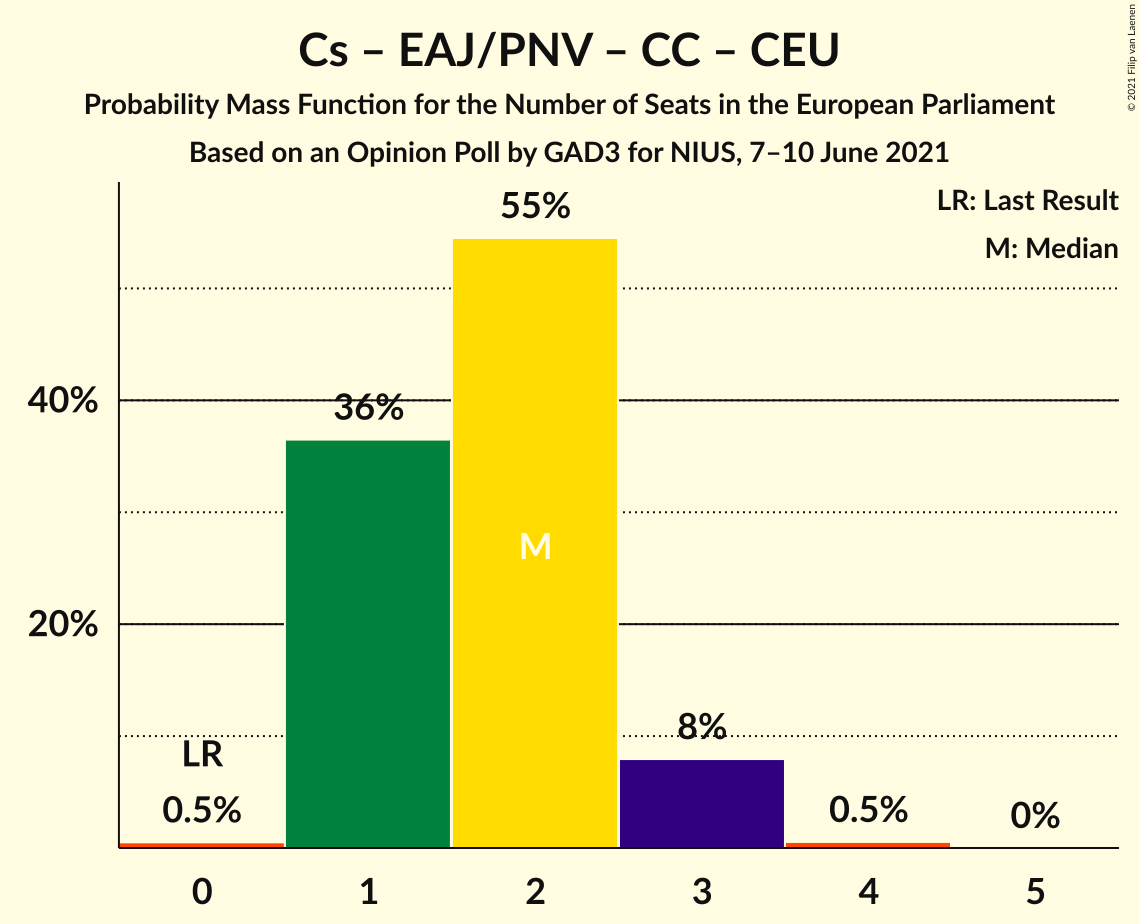 Cs – EAJ/PNV – CC – CEU
Probability Mass Function for the Number of Seats in the European Parliament
Based on an Opinion Poll by GAD3 for NIUS, 7–10 June 2021
© 2021 Filip van Laenen
LR: Last Result
M: Median
55%
40%
36%
M
20%
8%
LR
0.5%
0.5%
0%
0 1 2 3 4 5